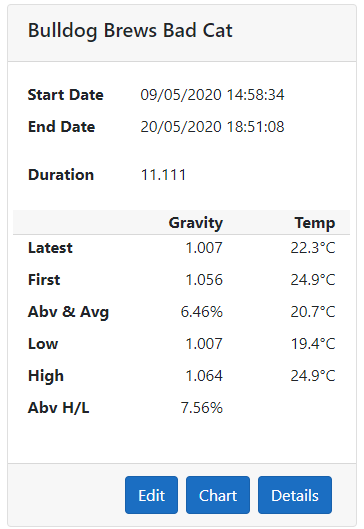 Bulldog Brews Bad Cat
Start Date 09/05/2020 14:58:34
End Date 20/05/2020 18:51:08
Duration 11.111
Gravity Temp
Latest 1.007 22.3°C
First 1.056 24.9°C
Abv & Avg 6.46% 20.7°C
Low 1.007 19.4°C
High 1.064 24.9°C
Abv H/L 7.56%
Edit Chart Details